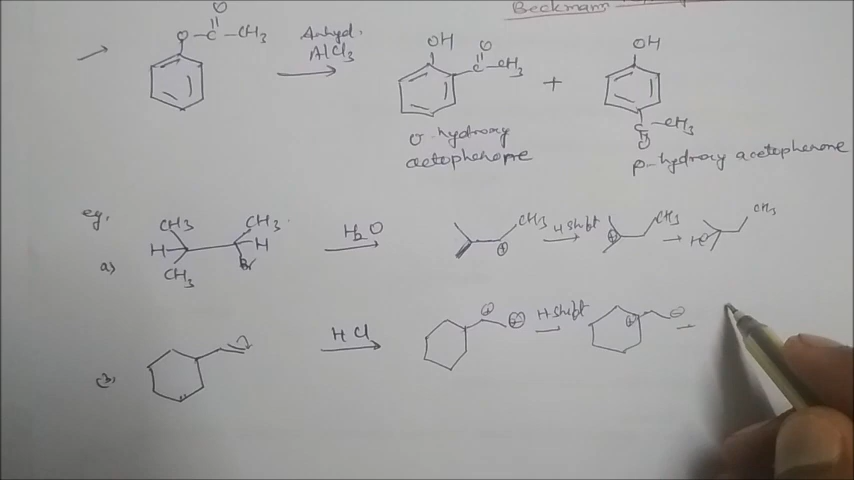 Beckmann
O
O - C - CH3
Anhyd.
AlCl3
OH
O
C - CH3
+
OH
C - CH3
O
o-hydroxy
acetophenone
p-hydroxy acetophenone
eg.
a)
CH3
CH3
H
H
CH3
Br
H2O
CH3
⊕
H shift
CH3
⊕
CH3
HO
HCl
⊕
H shift
⊕
⊖